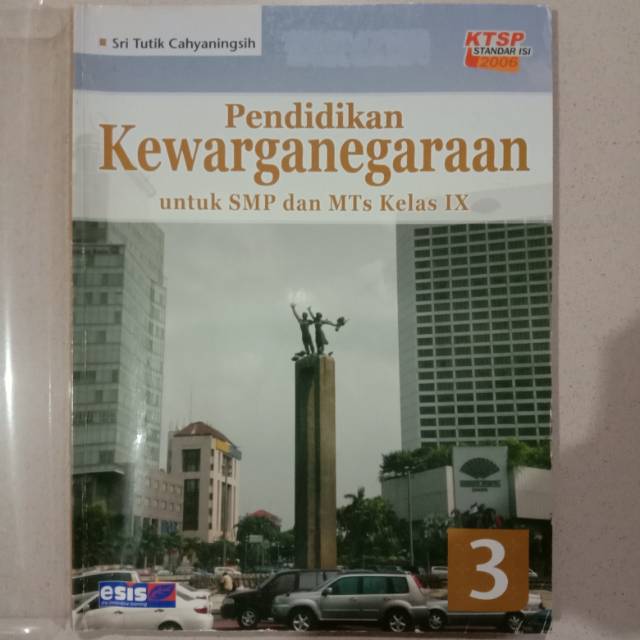 Sri Tutik Cahyaningsih
KTSP
STANDAR ISI
2006
Pendidikan
Kewarganegaraan
untuk SMP dan MTs Kelas IX
3
esis